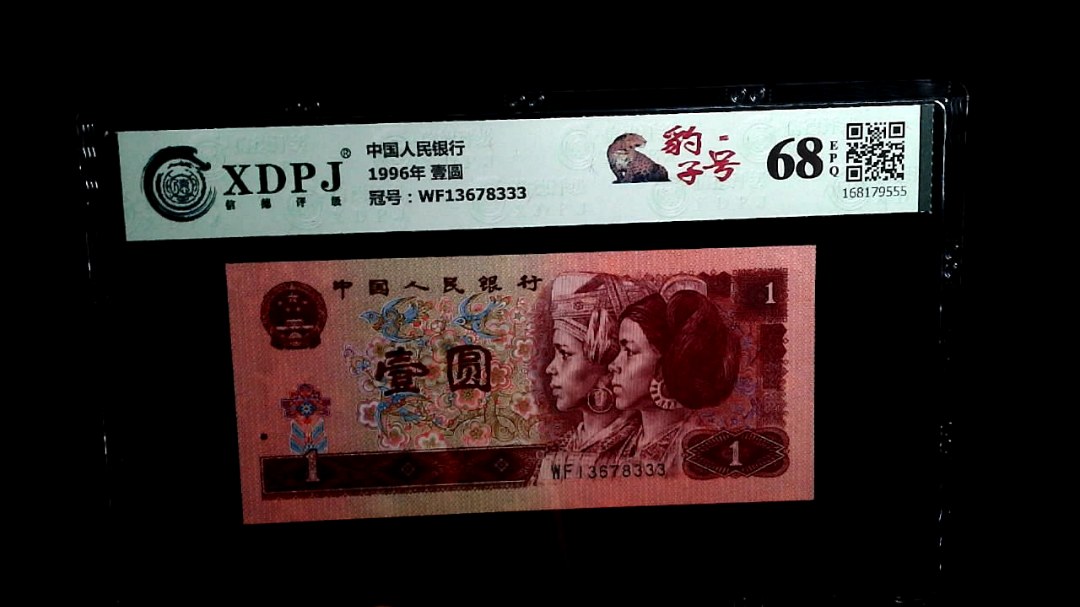 XDPJ®
信德评级
中国人民银行
1996年 壹圆
冠号：WF13678333
豹子号
68
EPQ
168179555
中国人民银行
1
壹圆
1
1
WF13678333